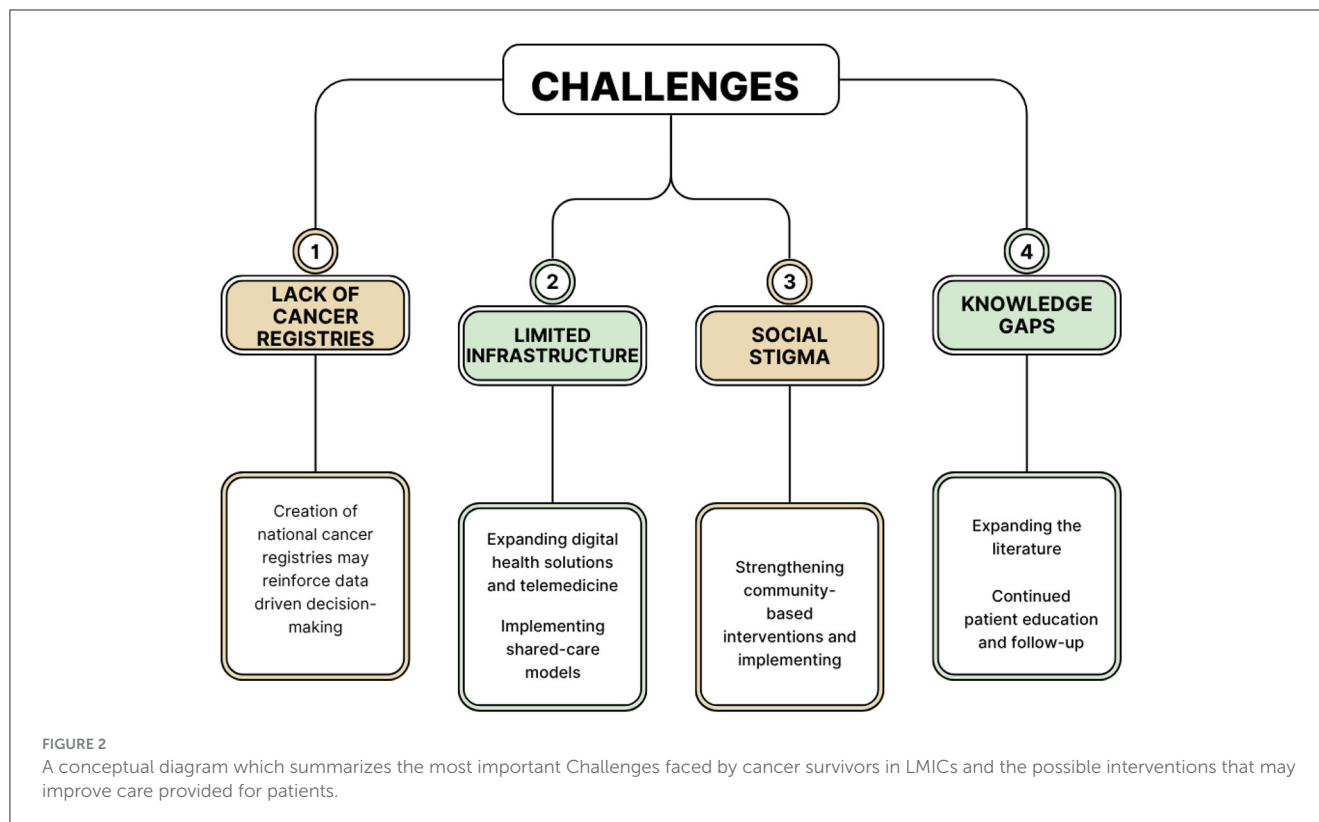 CHALLENGES
1
LACK OF
CANCER
REGISTRIES
Creation of
national cancer
registries may
reinforce data
driven decision-
making
2
LIMITED
INFRASTRUCTURE
Expanding digital
health solutions
and telemedicine
Implementing
shared-care
models
3
SOCIAL
STIGMA
Strengthening
community-
based
interventions and
implementing
4
KNOWLEDGE
GAPS
Expanding the
literature
Continued
patient education
and follow-up
FIGURE 2
A conceptual diagram which summarizes the most important Challenges faced by cancer survivors in LMICs and the possible interventions that may
improve care provided for patients.